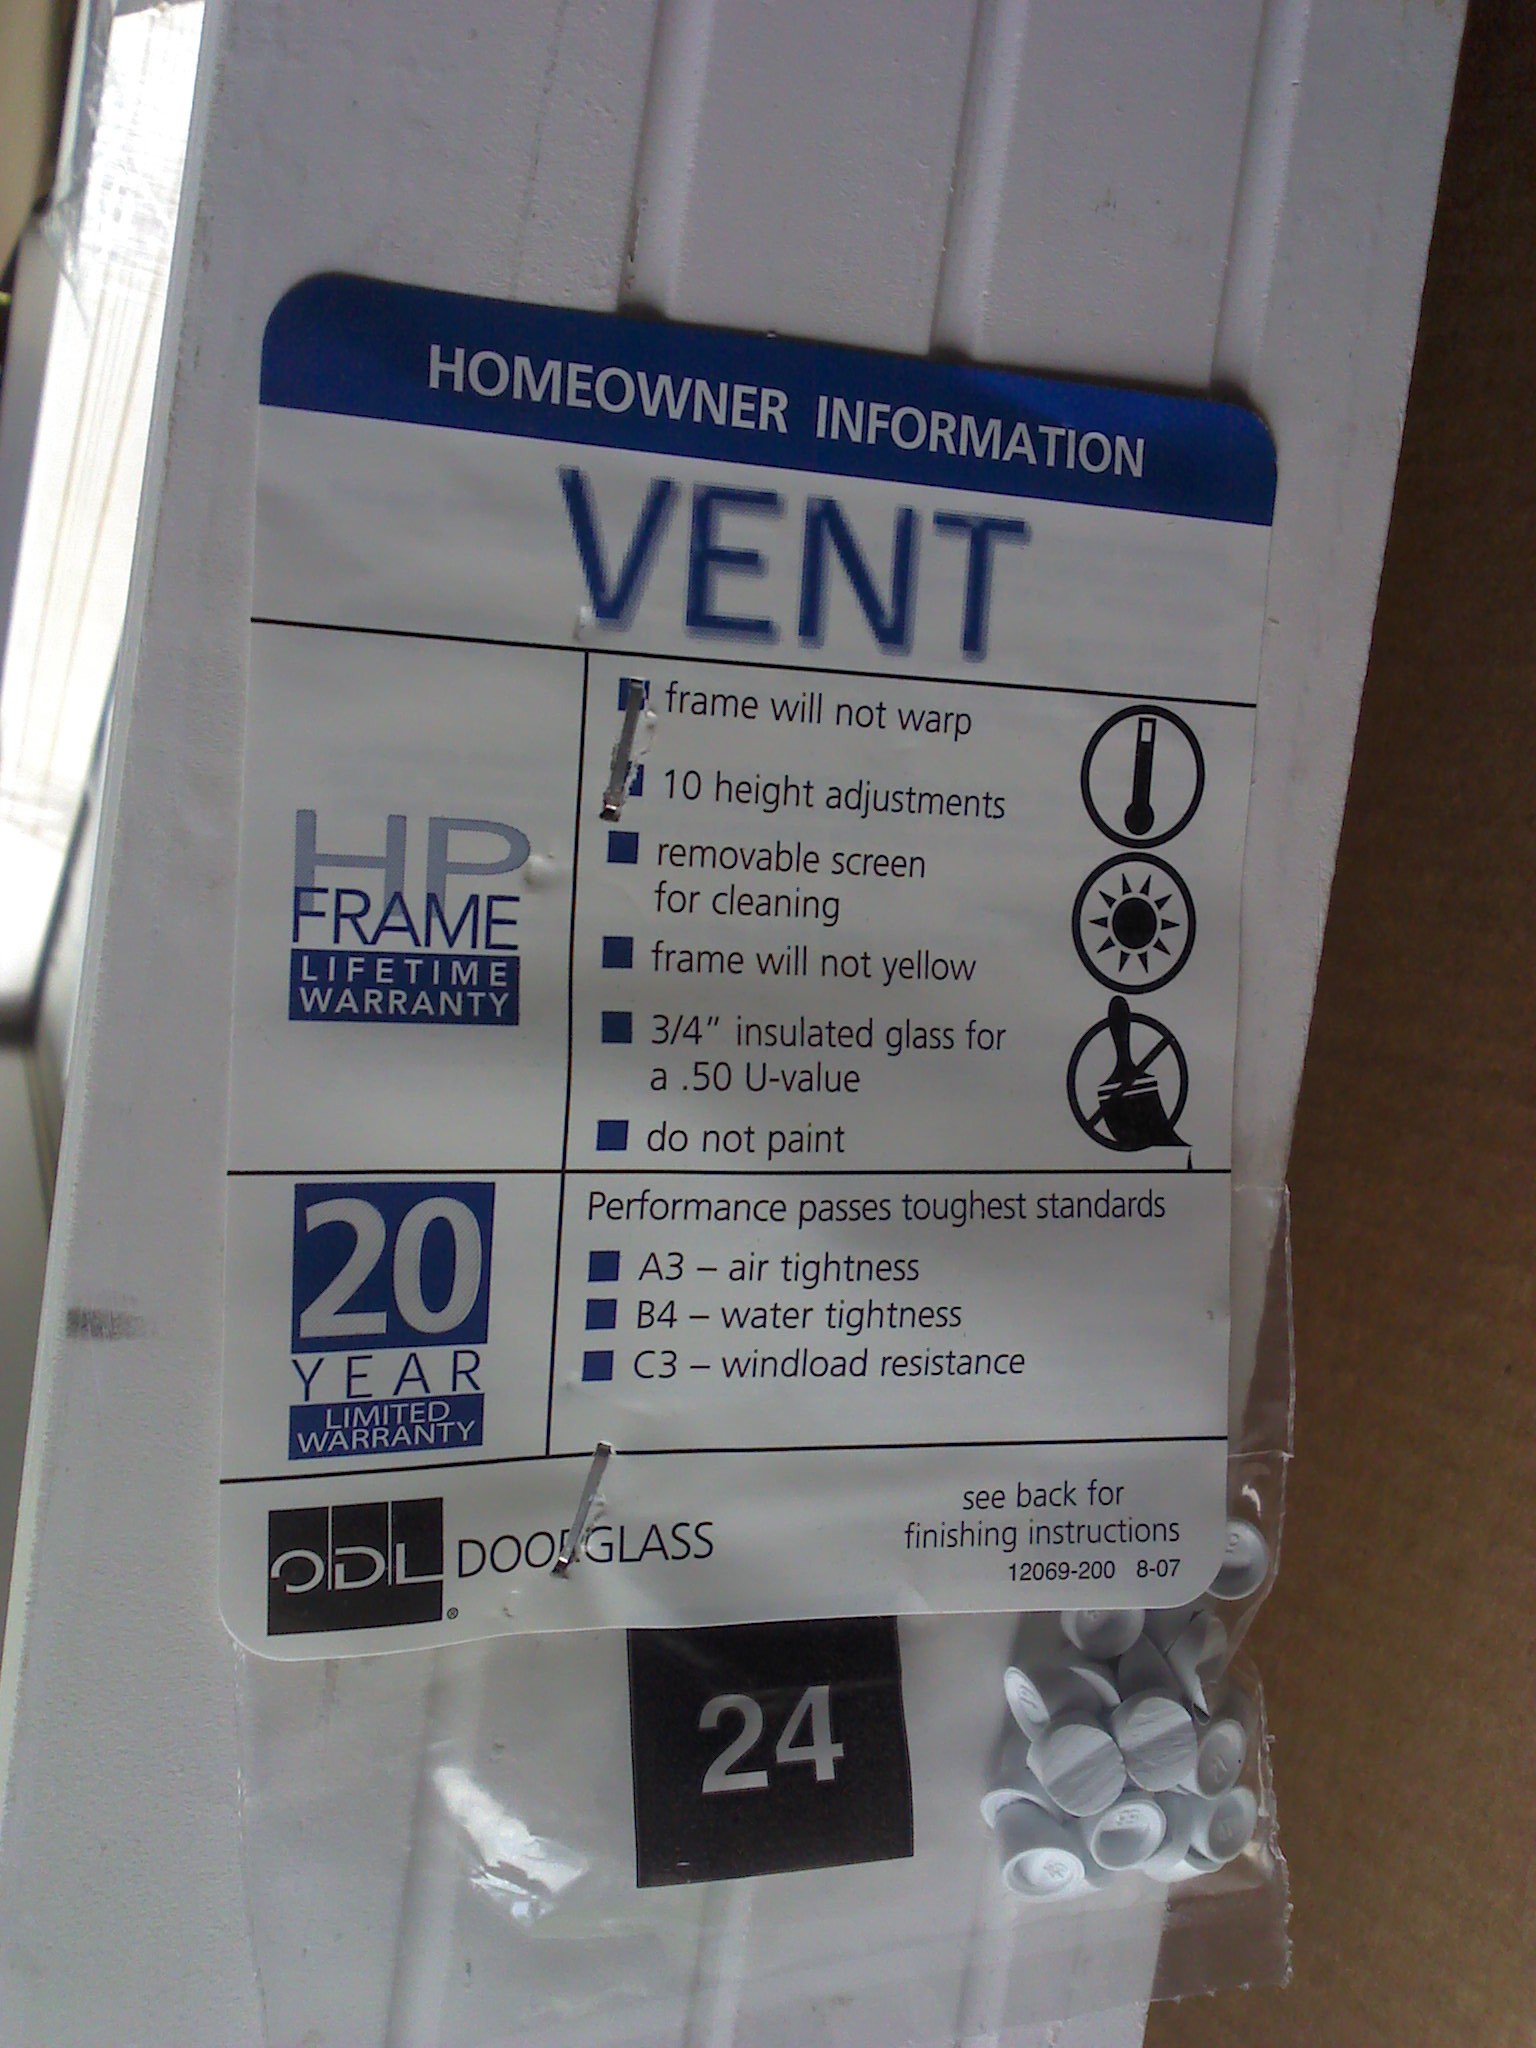 HOMEOWNER INFORMATION
VENT
HP
FRAME
LIFETIME
WARRANTY
frame will not warp
10 height adjustments
removable screen
for cleaning
frame will not yellow
3/4" insulated glass for
a .50 U-value
do not paint
20
YEAR
LIMITED
WARRANTY
Performance passes toughest standards
A3 – air tightness
B4 – water tightness
C3 – windload resistance
ODL DOOR GLASS
®
see back for
finishing instructions
12069-200 8-07
24